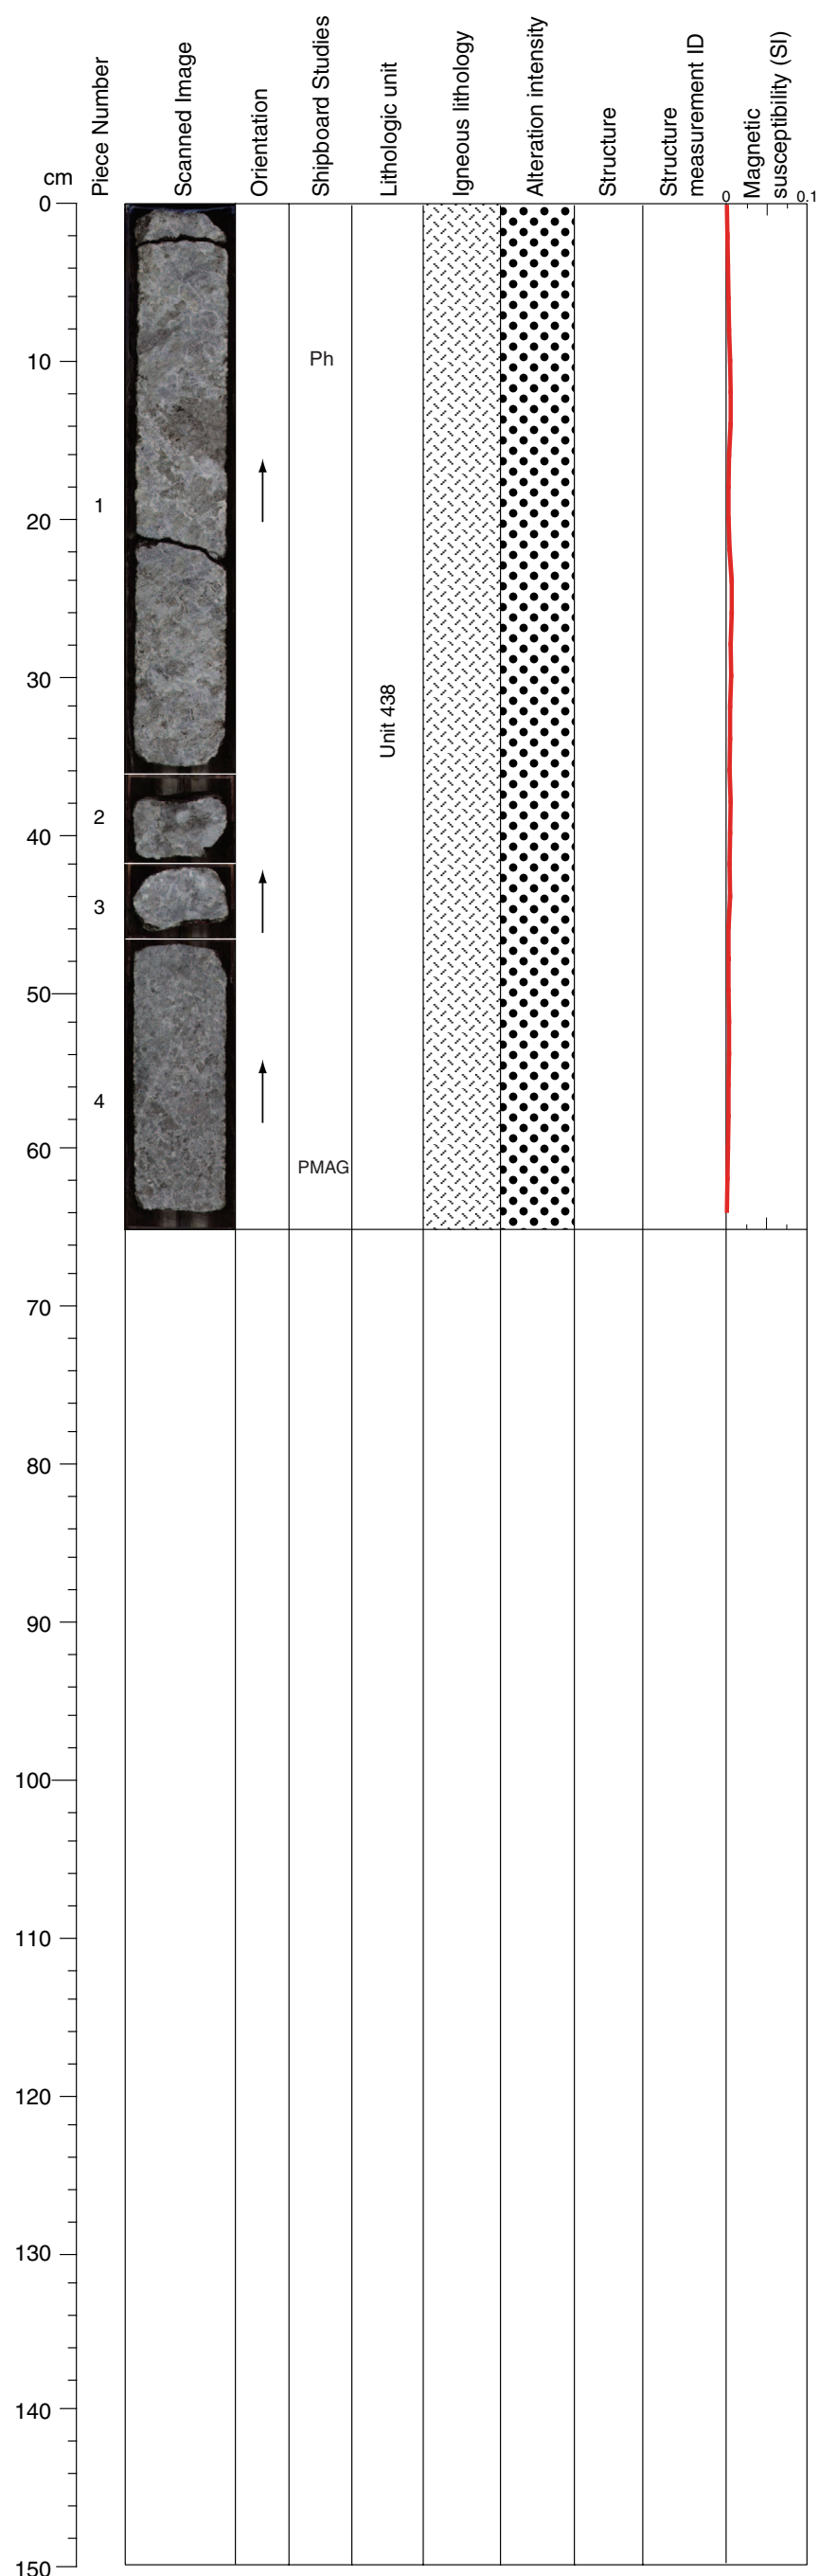 cm
Piece Number
Scanned Image
Orientation
Shipboard Studies
Lithologic unit
Igneous lithology
Alteration intensity
Structure
Structure
measurement ID
Magnetic
susceptibility (SI)
0
0.1
0
10
Ph
1
20
30
Unit 438
2
40
3
50
4
60
PMAG
70
80
90
100
110
120
130
140
150